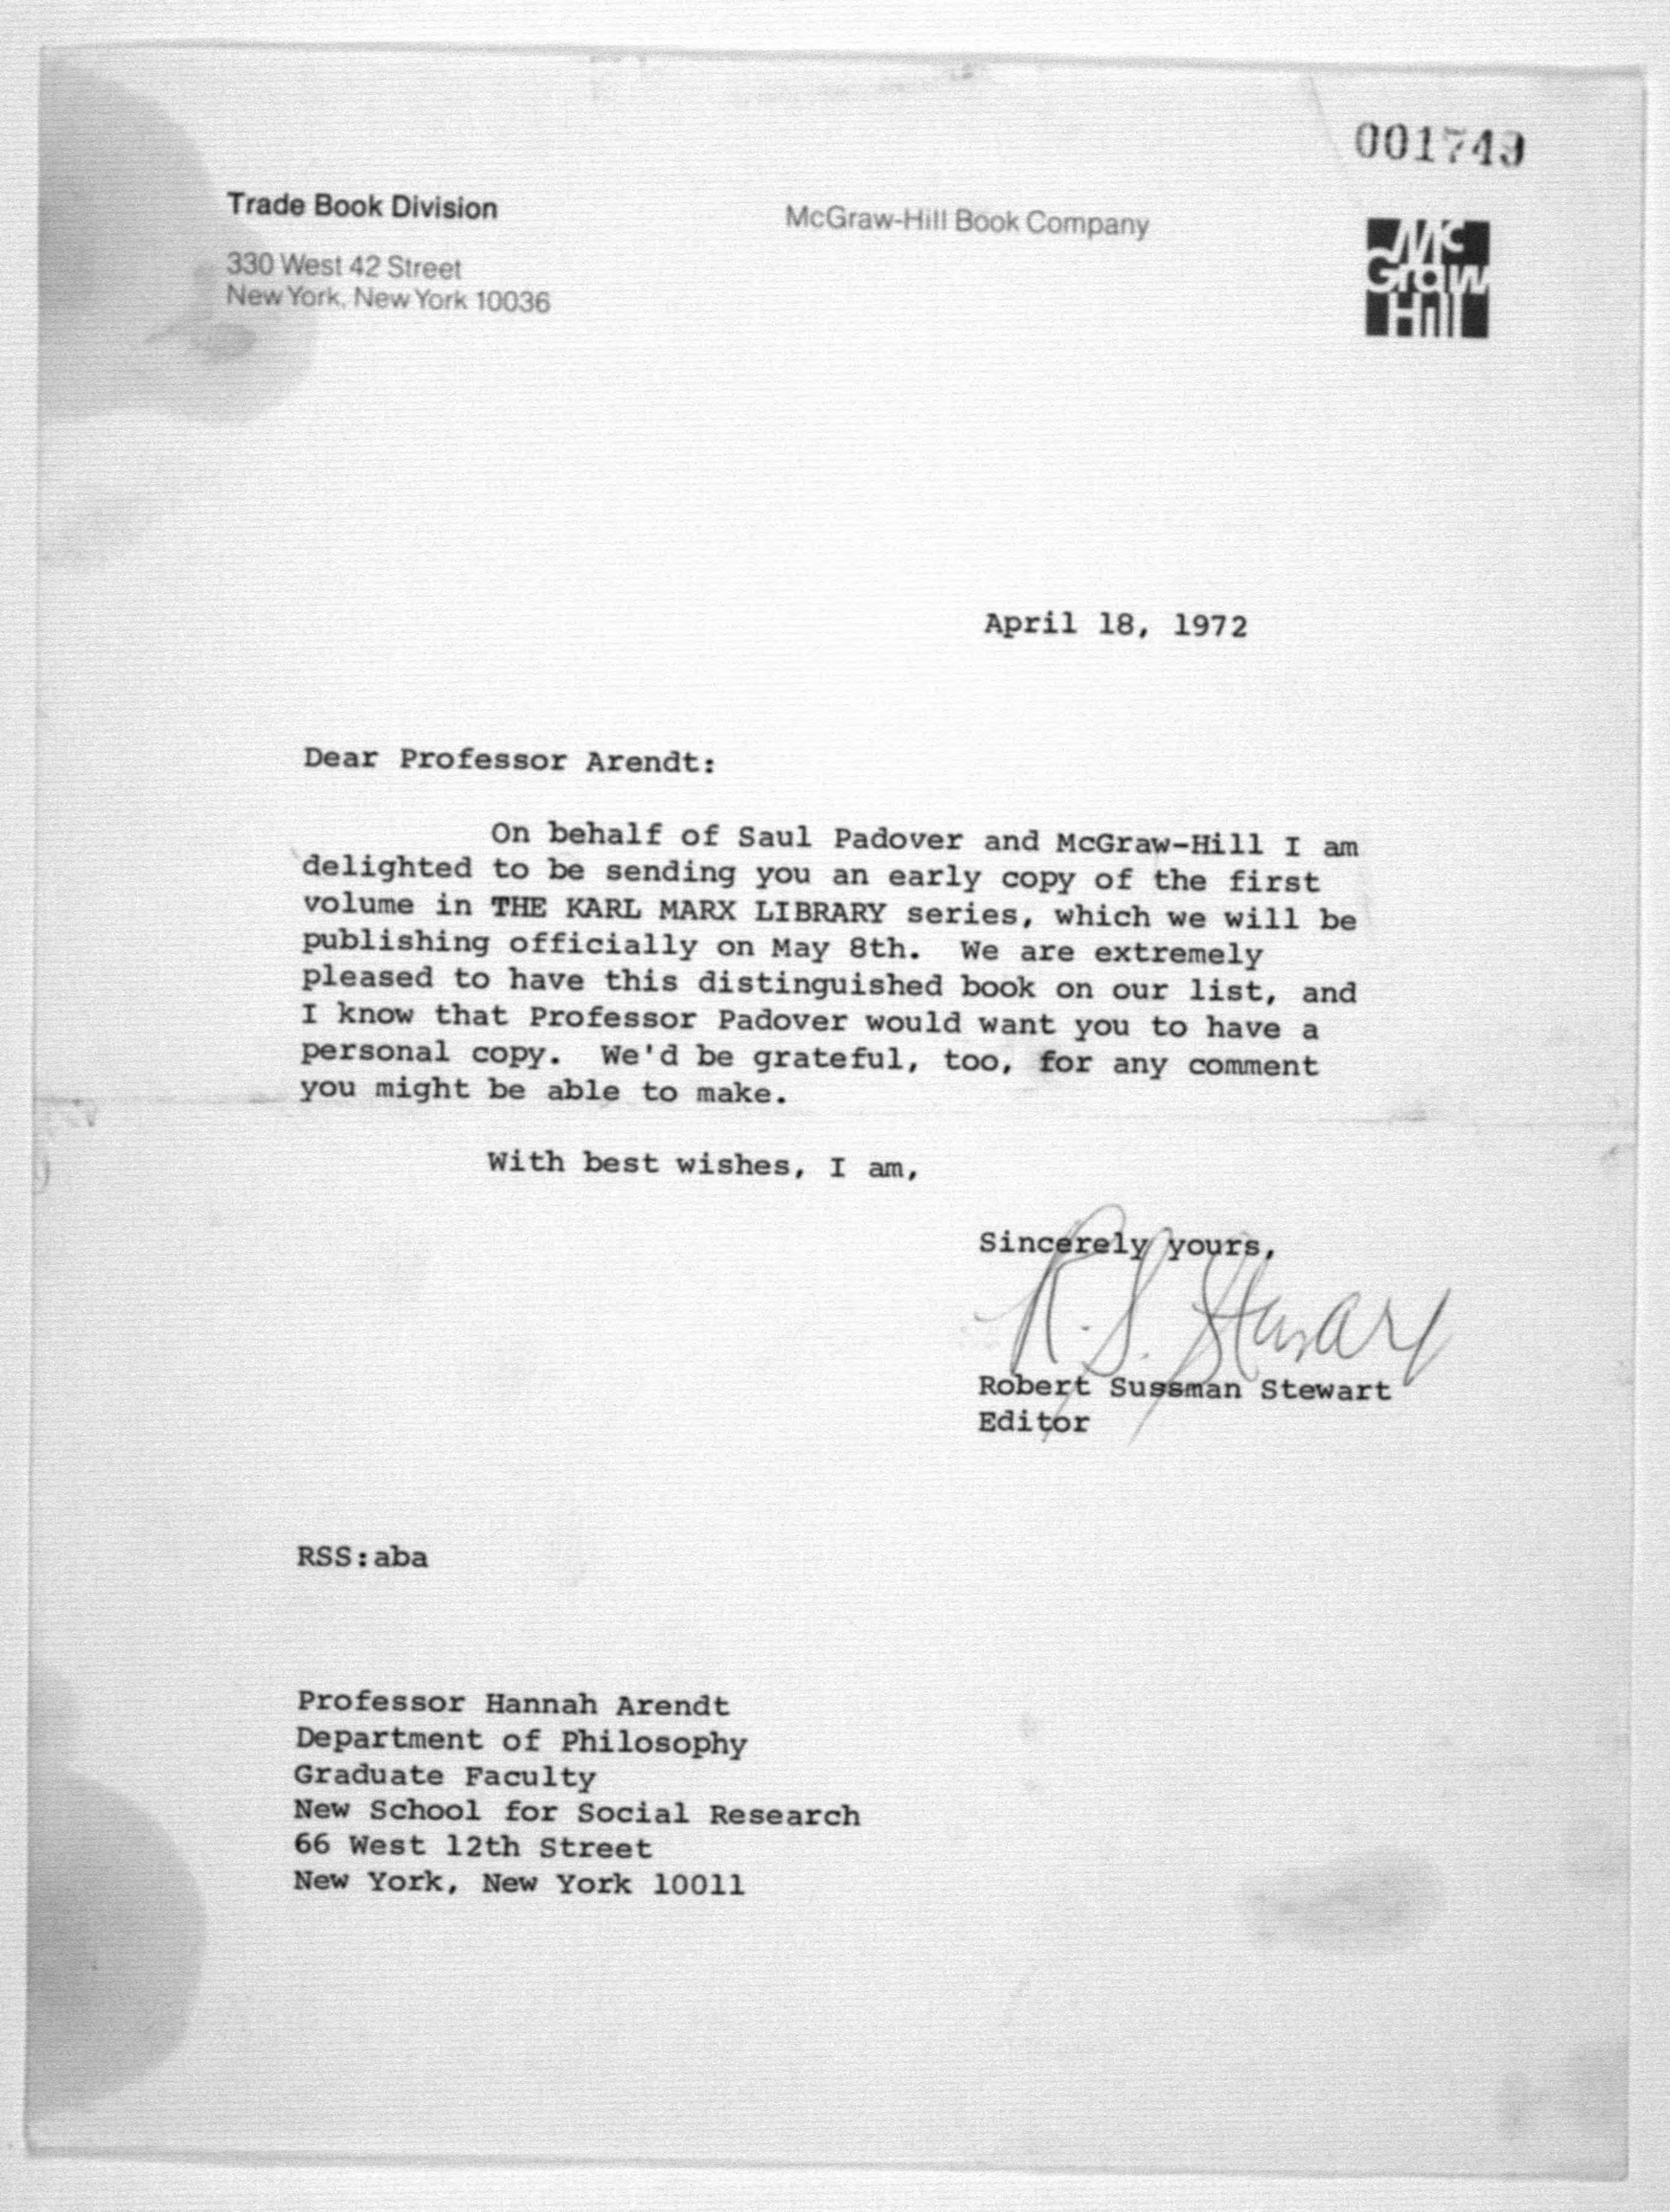 001749
Trade Book Division
McGraw-Hill Book Company
330 West 42 Street
New York, New York 10036
Mc
Graw
Hill
April 18, 1972
Dear Professor Arendt:
On behalf of Saul Padover and McGraw-Hill I am
delighted to be sending you an early copy of the first
volume in THE KARL MARX LIBRARY series, which we will be
publishing officially on May 8th. We are extremely
pleased to have this distinguished book on our list, and
I know that Professor Padover would want you to have a
personal copy. We'd be grateful, too, for any comment
you might be able to make.
With best wishes, I am,
Sincerely yours,
R. S. Stewart
Robert Sussman Stewart
Editor
RSS:aba
Professor Hannah Arendt
Department of Philosophy
Graduate Faculty
New School for Social Research
66 West 12th Street
New York, New York 10011